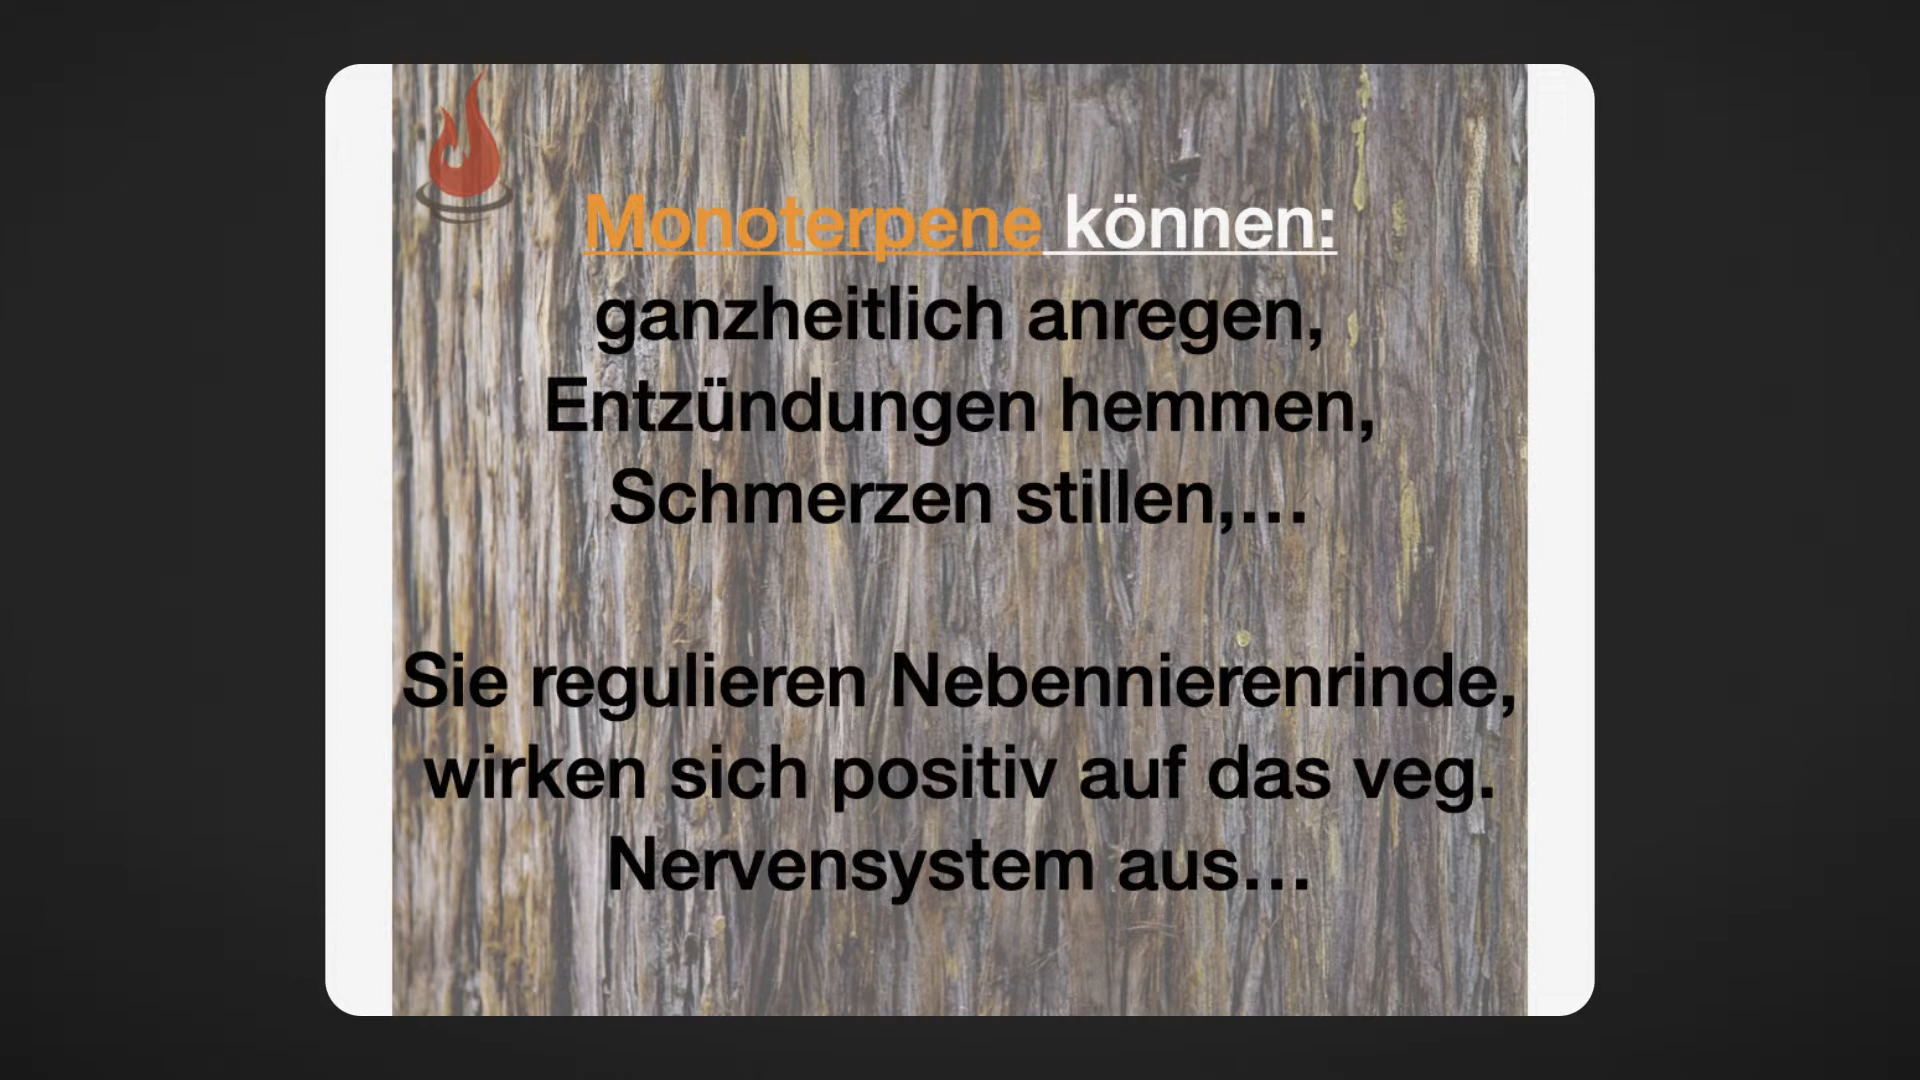 Monoterpene können:
ganzheitlich anregen,
Entzündungen hemmen,
Schmerzen stillen,…
Sie regulieren Nebennierenrinde,
wirken sich positiv auf das veg.
Nervensystem aus…